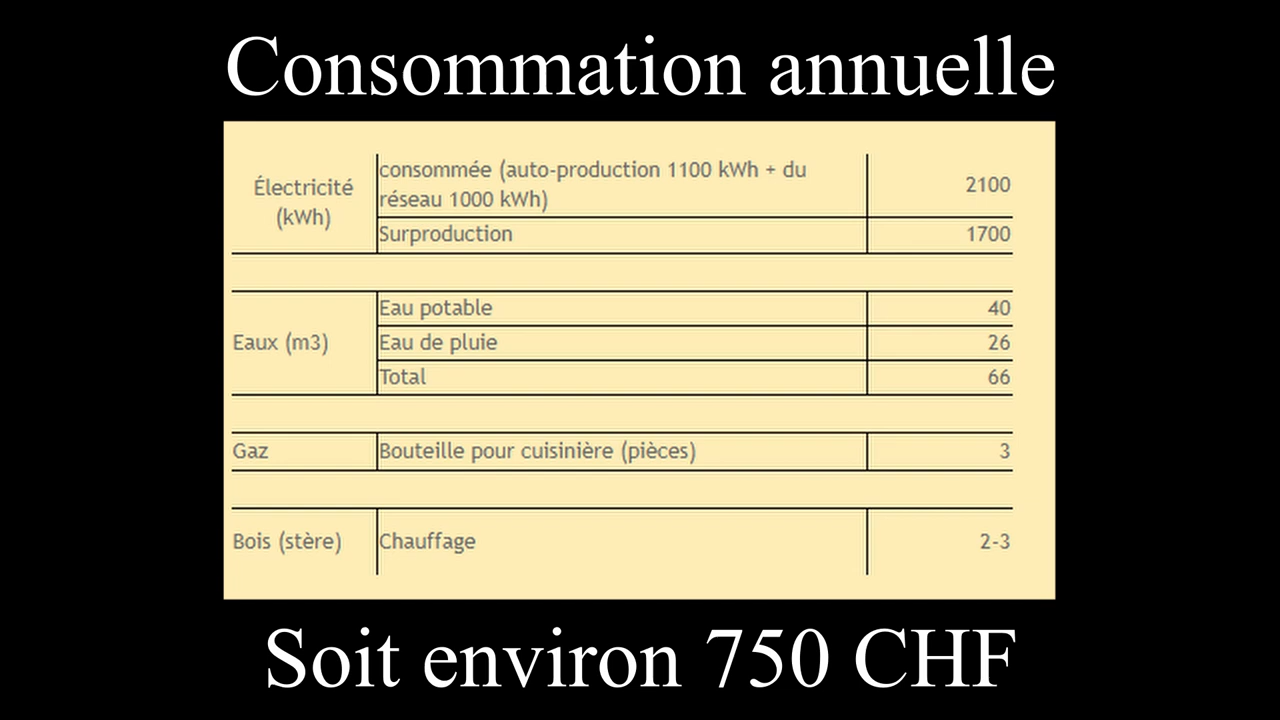 Consommation annuelle
Électricité
(kWh)
consommée (auto-production 1100 kWh + du
réseau 1000 kWh)
2100
Surproduction
1700
Eaux (m3)
Eau potable
40
Eau de pluie
26
Total
66
Gaz
Bouteille pour cuisinière (pièces)
3
Bois (stère)
Chauffage
2-3
Soit environ 750 CHF